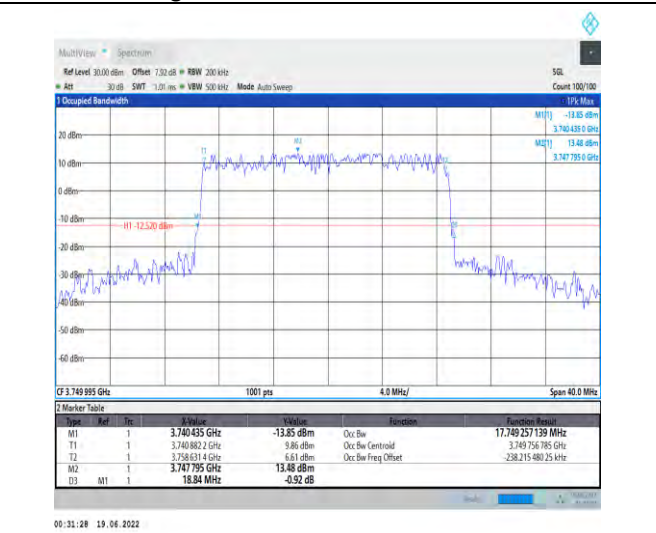 MultiView Spectrum
Ref Level 30.00 dBm Offset 7.92 dB RBW 200 kHz SGL
Att 30 dB SWT 1.01 ms VBW 500 kHz Mode Auto Sweep Count 100/100
1 Occupied Bandwidth 1Pk Max
M1[1] -13.85 dBm
3.740 435 0 GHz
M2[1] 13.48 dBm
3.747 795 0 GHz
20 dBm
M2
T1
10 dBm
0 dBm
-10 dBm
M1
H1 -12.520 dBm
-20 dBm
-30 dBm
-40 dBm
-50 dBm
-60 dBm
CF 3.749 995 GHz 1001 pts 4.0 MHz/ Span 40.0 MHz
2 Marker Table
Type Ref Trc X-Value Y-Value Function Function Result
M1 1 3.740 435 GHz -13.85 dBm Occ Bw 17.749 257 139 MHz
T1 1 3.740 882 2 GHz 9.86 dBm Occ Bw Centroid 3.749 756 785 GHz
T2 1 3.758 631 4 GHz 6.61 dBm Occ Bw Freq Offset -238.215 480 25 kHz
M2 1 3.747 795 GHz 13.48 dBm
D3 M1 1 18.84 MHz -0.92 dB
00:31:28 19.06.2022